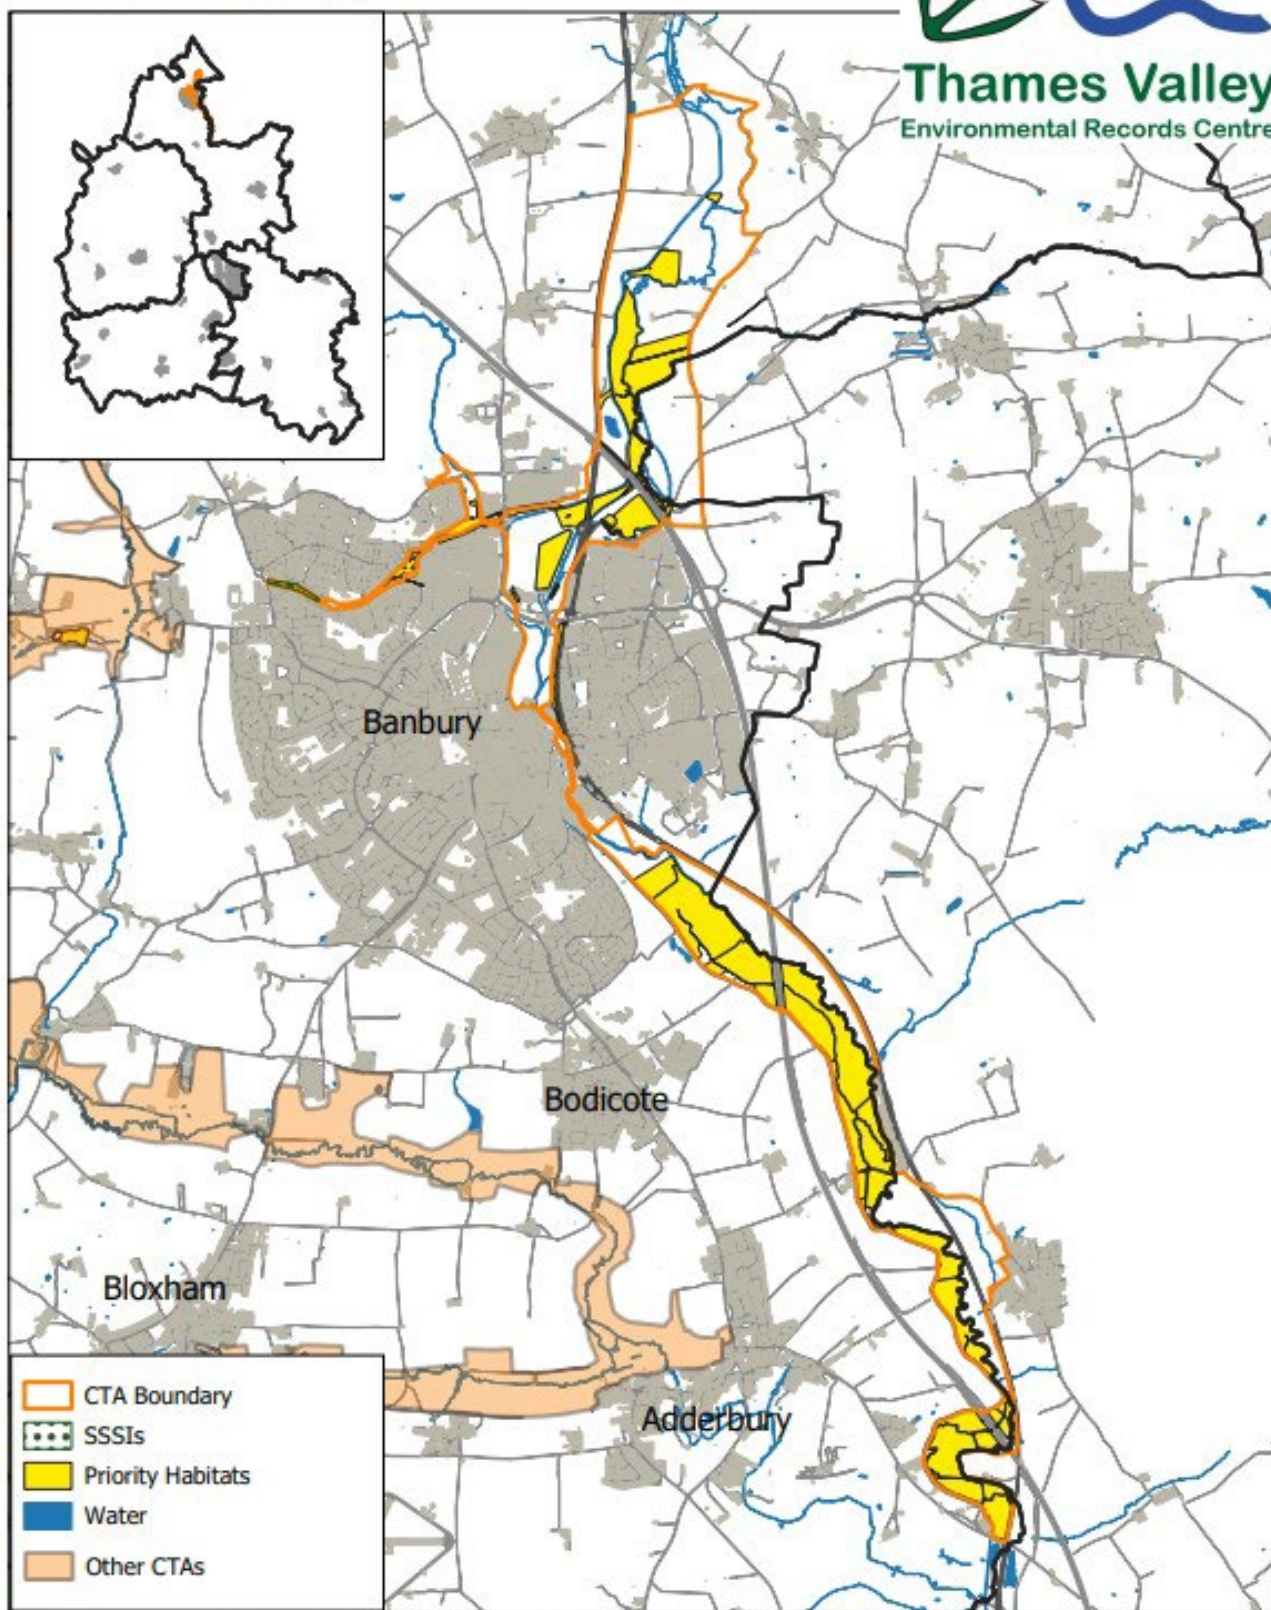 Thames Valley
Environmental Records Centre
Banbury
Bodicote
Bloxham
Adderbury
CTA Boundary
SSSIs
Priority Habitats
Water
Other CTAs